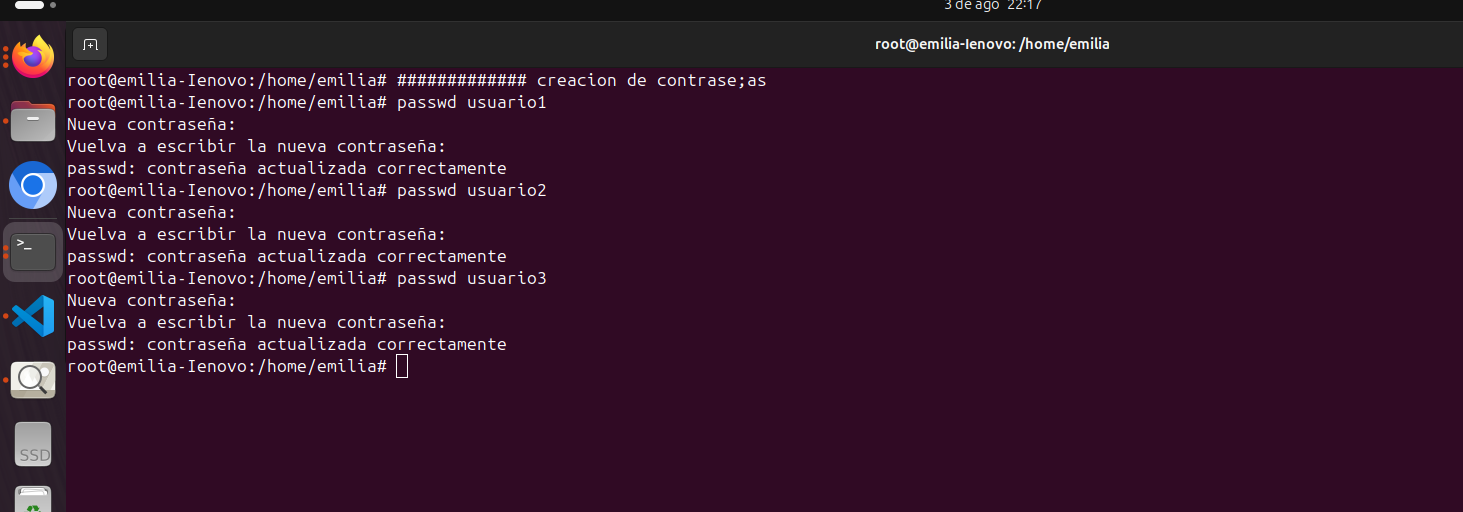 3 de ago 22:17
root@emilia-Ienovo: /home/emilia
root@emilia-Ienovo:/home/emilia# ############# creacion de contrase;as
root@emilia-Ienovo:/home/emilia# passwd usuario1
Nueva contraseña:
Vuelva a escribir la nueva contraseña:
passwd: contraseña actualizada correctamente
root@emilia-Ienovo:/home/emilia# passwd usuario2
Nueva contraseña:
Vuelva a escribir la nueva contraseña:
passwd: contraseña actualizada correctamente
root@emilia-Ienovo:/home/emilia# passwd usuario3
Nueva contraseña:
Vuelva a escribir la nueva contraseña:
passwd: contraseña actualizada correctamente
root@emilia-Ienovo:/home/emilia#
>_
SSD